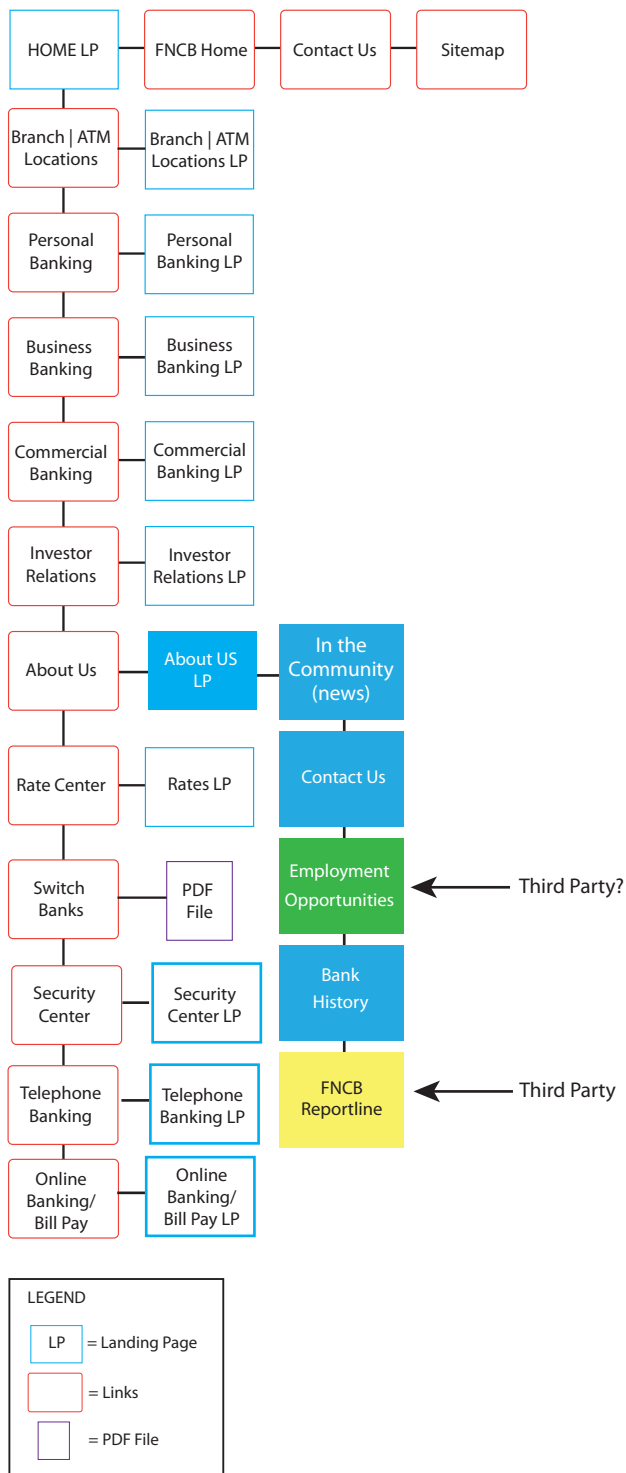 HOME LP
FNCB Home
Contact Us
Sitemap
Branch | ATM
Locations
Branch | ATM
Locations LP
Personal
Banking
Personal
Banking LP
Business
Banking
Business
Banking LP
Commercial
Banking
Commercial
Banking LP
Investor
Relations
Investor
Relations LP
About Us
About US
LP
In the
Community
(news)
Contact Us
Rate Center
Rates LP
Employment
Opportunities
Third Party?
Switch
Banks
PDF
File
Bank
History
Security
Center
Security
Center LP
FNCB
Reportline
Third Party
Telephone
Banking
Telephone
Banking LP
Online
Banking/
Bill Pay
Online
Banking/
Bill Pay LP
LEGEND
LP = Landing Page
= Links
= PDF File